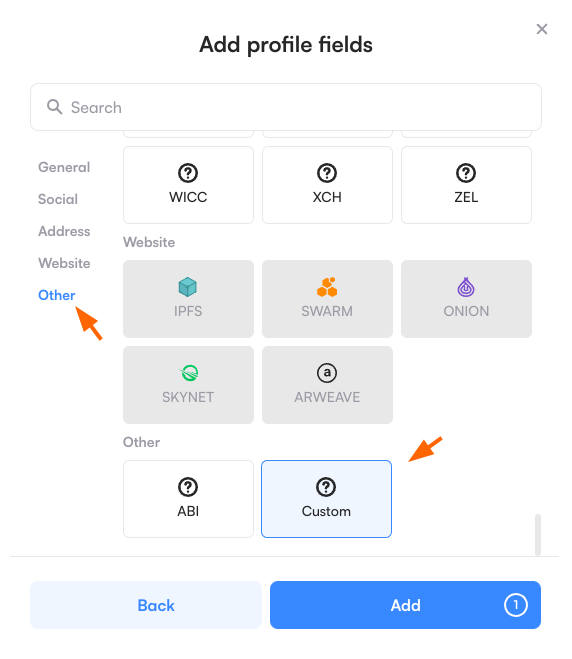 Add profile fields
Search
General
Social
Address
Website
Other
WICC
XCH
ZEL
Website
IPFS
SWARM
ONION
SKYNET
a
ARWEAVE
Other
ABI
Custom
Back
Add
1